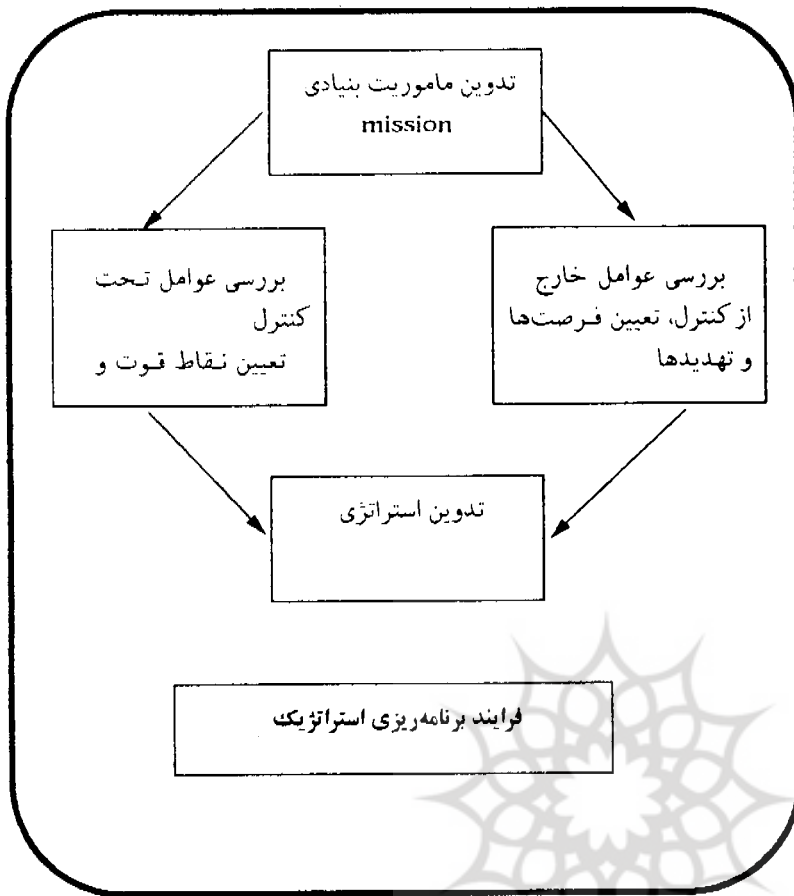 تدوین ماموریت بنیادی
mission
بررسی عوامل خارج
از کنترل، تعیین فرصت‌ها
و تهدیدها
بررسی عوامل تحت
کنترل
تعیین نقاط قوت و
تدوین استراتژی
فرایند برنامه‌ریزی استراتژیک